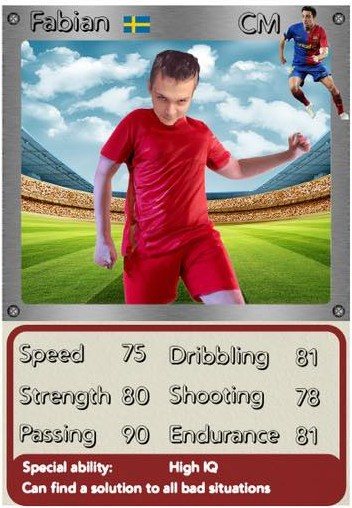 Fabian CM
Speed 75 Dribbling 81
Strength 80 Shooting 78
Passing 90 Endurance 81
Special ability: High IQ
Can find a solution to all bad situations